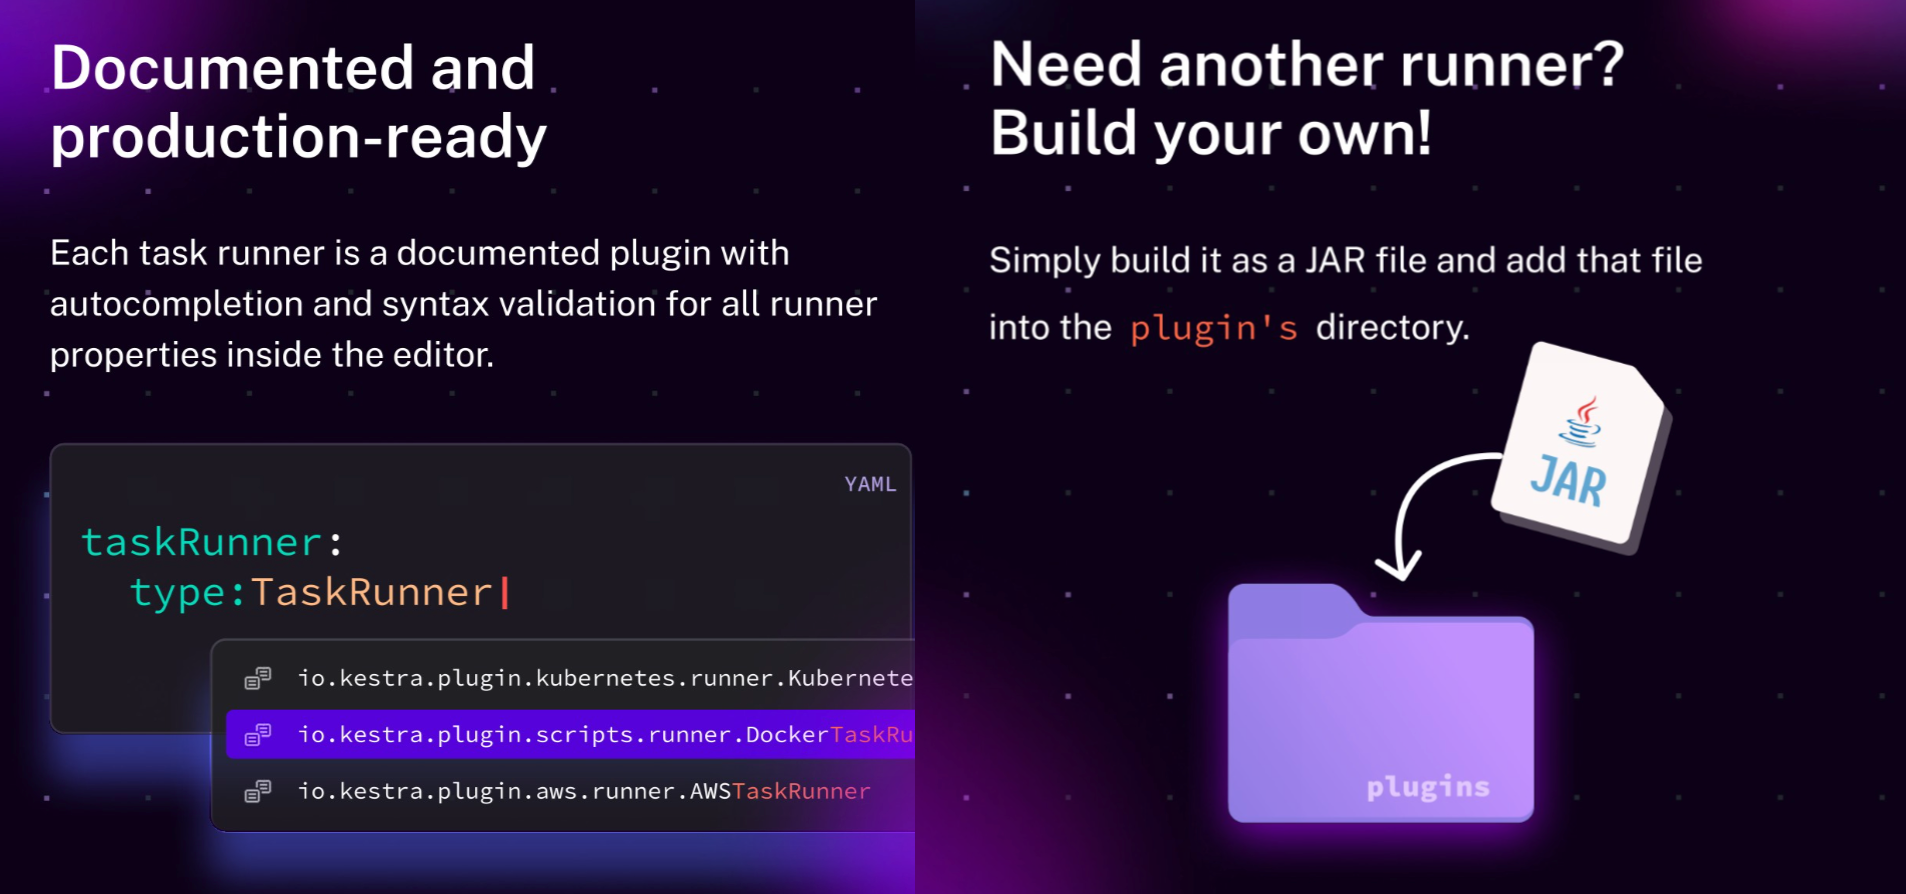 Documented and
production-ready
Each task runner is a documented plugin with
autocompletion and syntax validation for all runner
properties inside the editor.
YAML
taskRunner:
type:TaskRunner
io.kestra.plugin.kubernetes.runner.Kubernete
io.kestra.plugin.scripts.runner.DockerTaskRu
io.kestra.plugin.aws.runner.AWSTaskRunner
Need another runner?
Build your own!
Simply build it as a JAR file and add that file
into the plugin's directory.
JAR
plugins